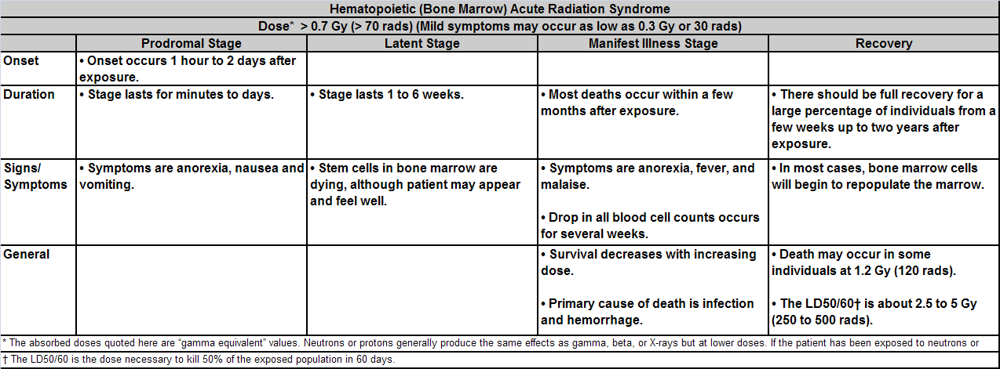 Hematopoietic (Bone Marrow) Acute Radiation Syndrome
Dose* > 0.7 Gy (> 70 rads) (Mild symptoms may occur as low as 0.3 Gy or 30 rads)
Prodromal Stage
Latent Stage
Manifest Illness Stage
Recovery
Onset
• Onset occurs 1 hour to 2 days after
exposure.
Duration
• Stage lasts for minutes to days.
• Stage lasts 1 to 6 weeks.
• Most deaths occur within a few
months after exposure.
• There should be full recovery for a
large percentage of individuals from a
few weeks up to two years after
exposure.
Signs/
Symptoms
• Symptoms are anorexia, nausea and
vomiting.
• Stem cells in bone marrow are
dying, although patient may appear
and feel well.
• Symptoms are anorexia, fever, and
malaise.
• Drop in all blood cell counts occurs
for several weeks.
• In most cases, bone marrow cells
will begin to repopulate the marrow.
General
• Survival decreases with increasing
dose.
• Primary cause of death is infection
and hemorrhage.
• Death may occur in some
individuals at 1.2 Gy (120 rads).
• The LD50/60† is about 2.5 to 5 Gy
(250 to 500 rads).
* The absorbed doses quoted here are “gamma equivalent” values. Neutrons or protons generally produce the same effects as gamma, beta, or X-rays but at lower doses. If the patient has been exposed to neutrons or
† The LD50/60 is the dose necessary to kill 50% of the exposed population in 60 days.